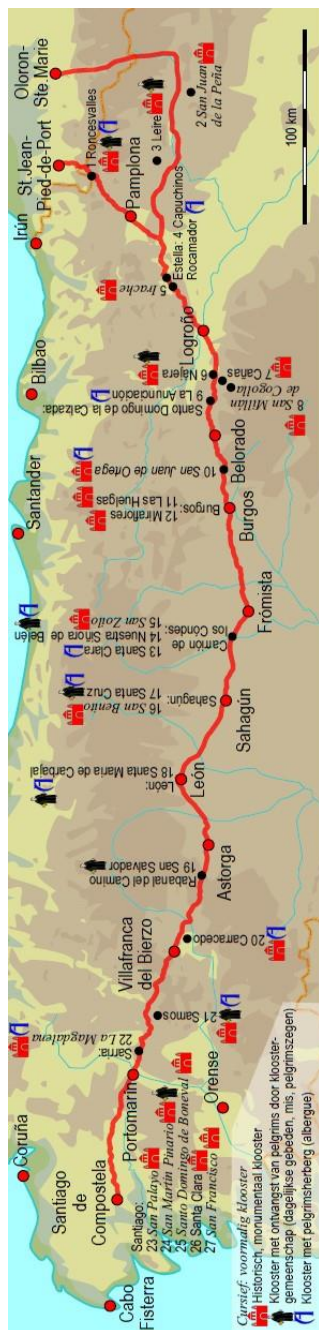 Oloron-
Ste.Marie
St.Jean-
Pied-de-Port
Irún
1 Roncesvalles
Pamplona
3 Leire
2 San Juan
de la Peña
Estella: 4 Capuchinos
Rocamador
5 Irache
100 km
Bilbao
Logroño
6 Nájera
Santo Domingo de la Calzada:
9 La Anunciación
7 Cañas
8 San Millán
de Cogolla
Santander
10 San Juan de Ortega
Belorado
Burgos: 11 Las Huelgas
12 Miraflores
Burgos
Frómista
Carrión de
los Cóndes:
13 Santa Clara
14 Nuestra Señora de Belén
15 San Zoilo
Sahagún:
16 San Benito
17 Santa Cruz
Sahagún
León:
18 Santa Maria de Carbajal
León
Rabanal del Camino
19 San Salvador
Astorga
Villafranca
del Bierzo
20 Carracedo
21 Samos
Sarria:
22 La Magdalena
Portomarín
Orense
Coruña
Santiago
de
Compostela
Cabo
Fisterra
Santiago:
23 San Palayo
24 San Martin Pinario
25 Santo Domingo de Boneval
26 Santa Clara
27 San Francisco
Cursief: voormalig klooster
Historisch, monumentaal klooster
Klooster met ontvangst van pelgrims door klooster-
gemeenschap (dagelijkse gebeden, mis, pelgrimszegen)
Klooster met pelgrimsherberg (albergue)